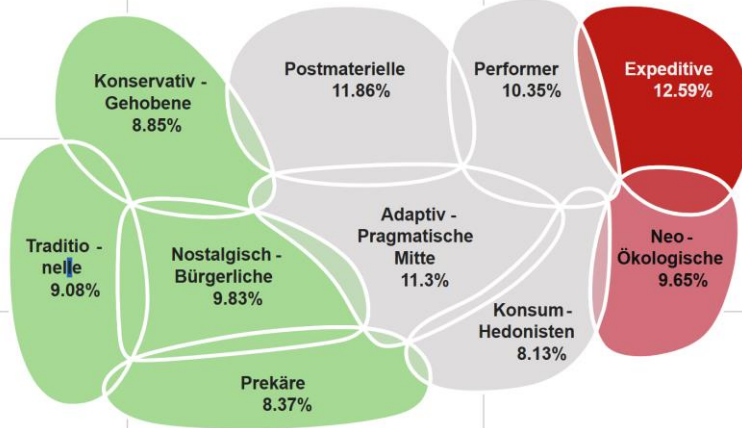 Konservativ -
Gehobene
8.85%
Postmaterielle
11.86%
Performer
10.35%
Expeditive
12.59%
Traditio -
nelle
9.08%
Nostalgisch -
Bürgerliche
9.83%
Adaptiv -
Pragmatische
Mitte
11.3%
Neo -
Ökologische
9.65%
Konsum -
Hedonisten
8.13%
Prekäre
8.37%